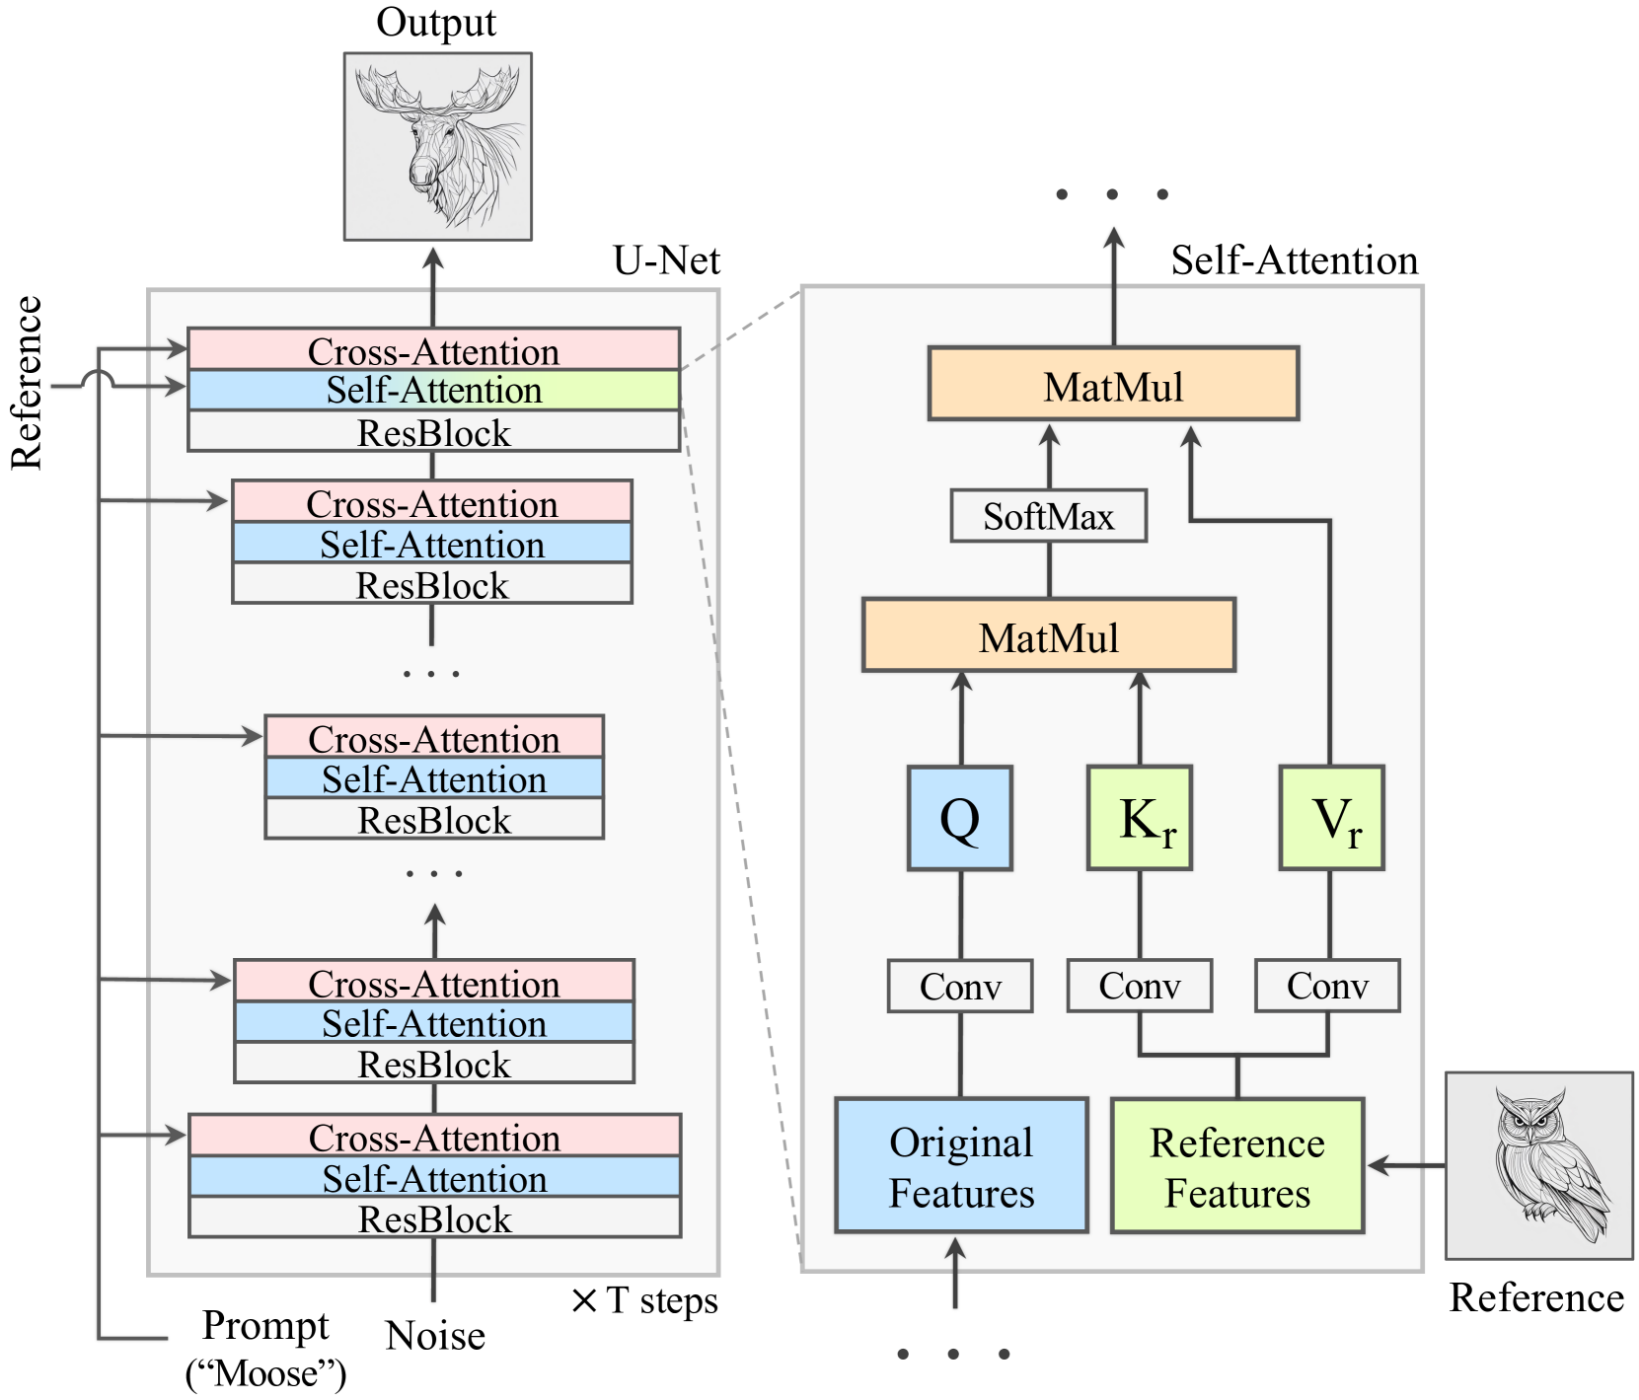 Output
U-Net
Reference
Cross-Attention
Self-Attention
ResBlock
Cross-Attention
Self-Attention
ResBlock
. . .
Cross-Attention
Self-Attention
ResBlock
. . .
Cross-Attention
Self-Attention
ResBlock
Cross-Attention
Self-Attention
ResBlock
× T steps
Prompt
(“Moose”)
Noise
• • •
Self-Attention
MatMul
SoftMax
MatMul
Q
Kr
Vr
Conv
Conv
Conv
Original
Features
Reference
Features
Reference
• • •